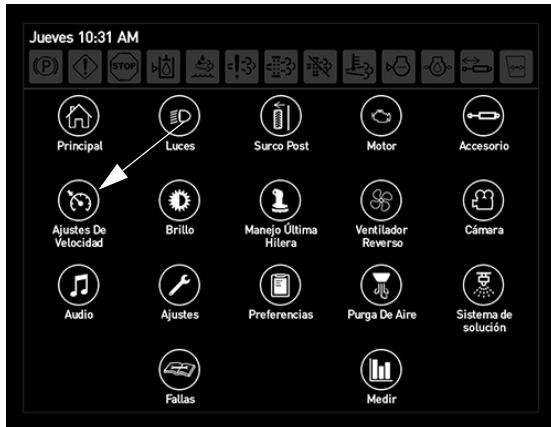 Jueves 10:31 AM
(P) STOP
Principal Luces Surco Post Motor Accesorio
Ajustes De Brillo Manejo Última Ventilador Cámara
Velocidad Hilera Reverso
Audio Ajustes Preferencias Purga De Aire Sistema de
solución
Fallas Medir